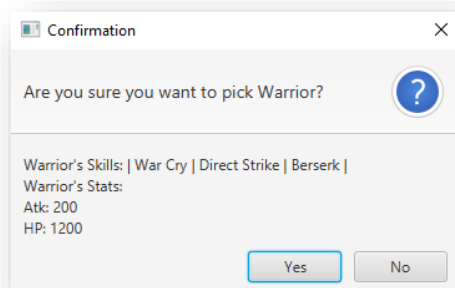 Confirmation
Are you sure you want to pick Warrior?
Warrior's Skills: | War Cry | Direct Strike | Berserk |
Warrior's Stats:
Atk: 200
HP: 1200
Yes
No